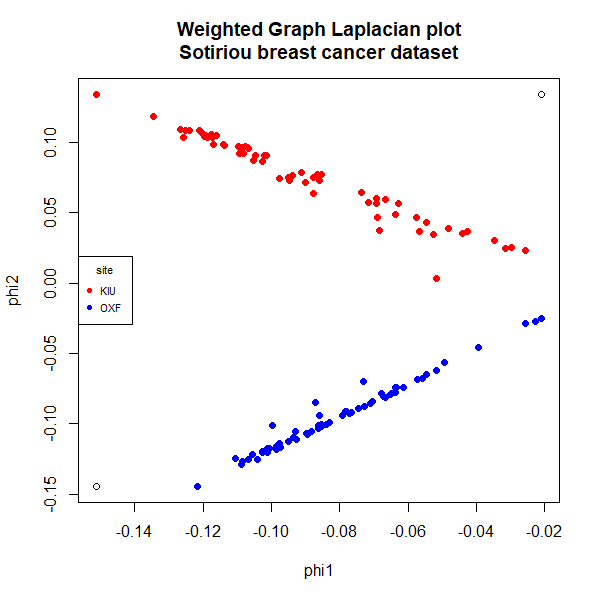 Weighted Graph Laplacian plot
Sotiriou breast cancer dataset
phi2
0.10
0.05
0.00
-0.05
-0.10
-0.15
site
KIU
OXF
-0.14 -0.12 -0.10 -0.08 -0.06 -0.04 -0.02
phi1